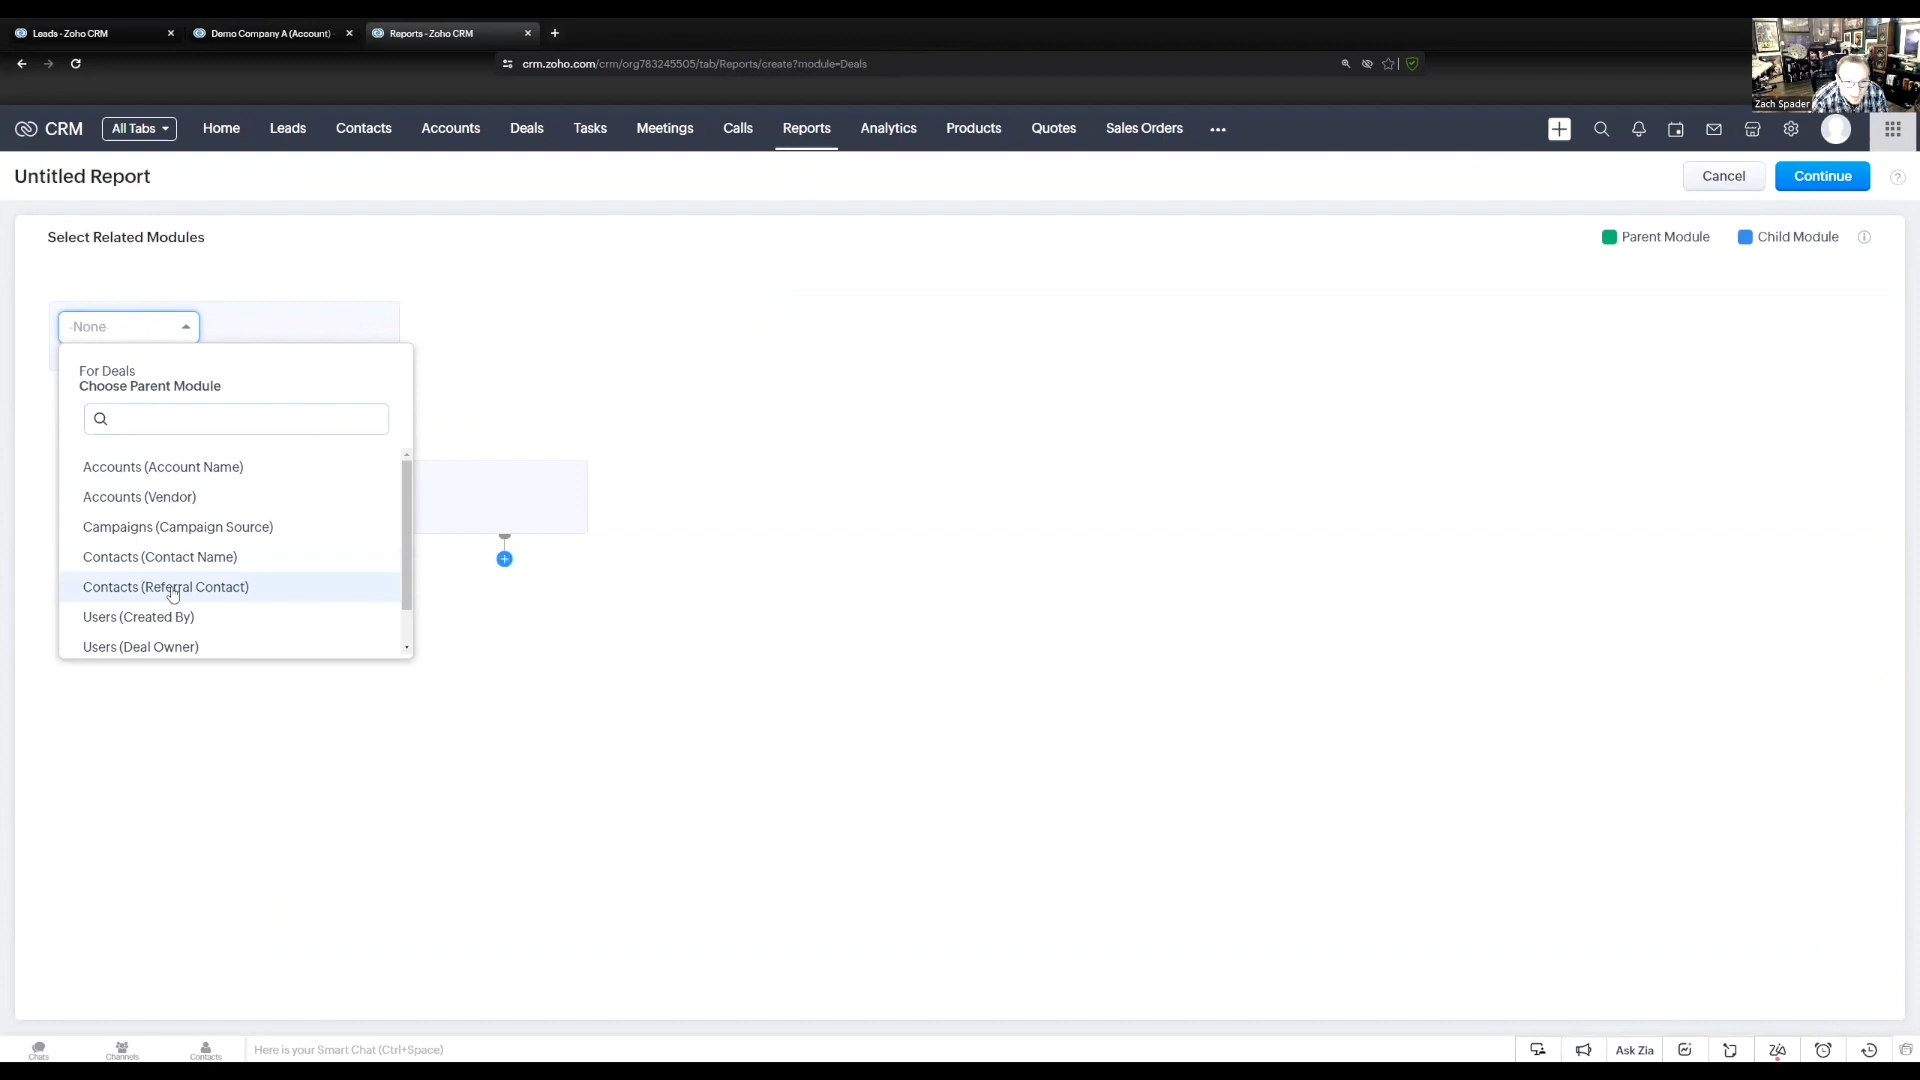 Leads - Zoho CRM
Demo Company A (Account) -
Reports - Zoho CRM
crm.zoho.com/crm/org783245505/tab/Reports/create?module=Deals
Zach Spader
CRM
All Tabs
Home
Leads
Contacts
Accounts
Deals
Tasks
Meetings
Calls
Reports
Analytics
Products
Quotes
Sales Orders
Untitled Report
Cancel
Continue
Select Related Modules
Parent Module
Child Module
-None-
For Deals
Choose Parent Module
Accounts (Account Name)
Accounts (Vendor)
Campaigns (Campaign Source)
Contacts (Contact Name)
Contacts (Referral Contact)
Users (Created By)
Users (Deal Owner)
Chats
Channels
Contacts
Here is your Smart Chat (Ctrl+Space)
Ask Zia